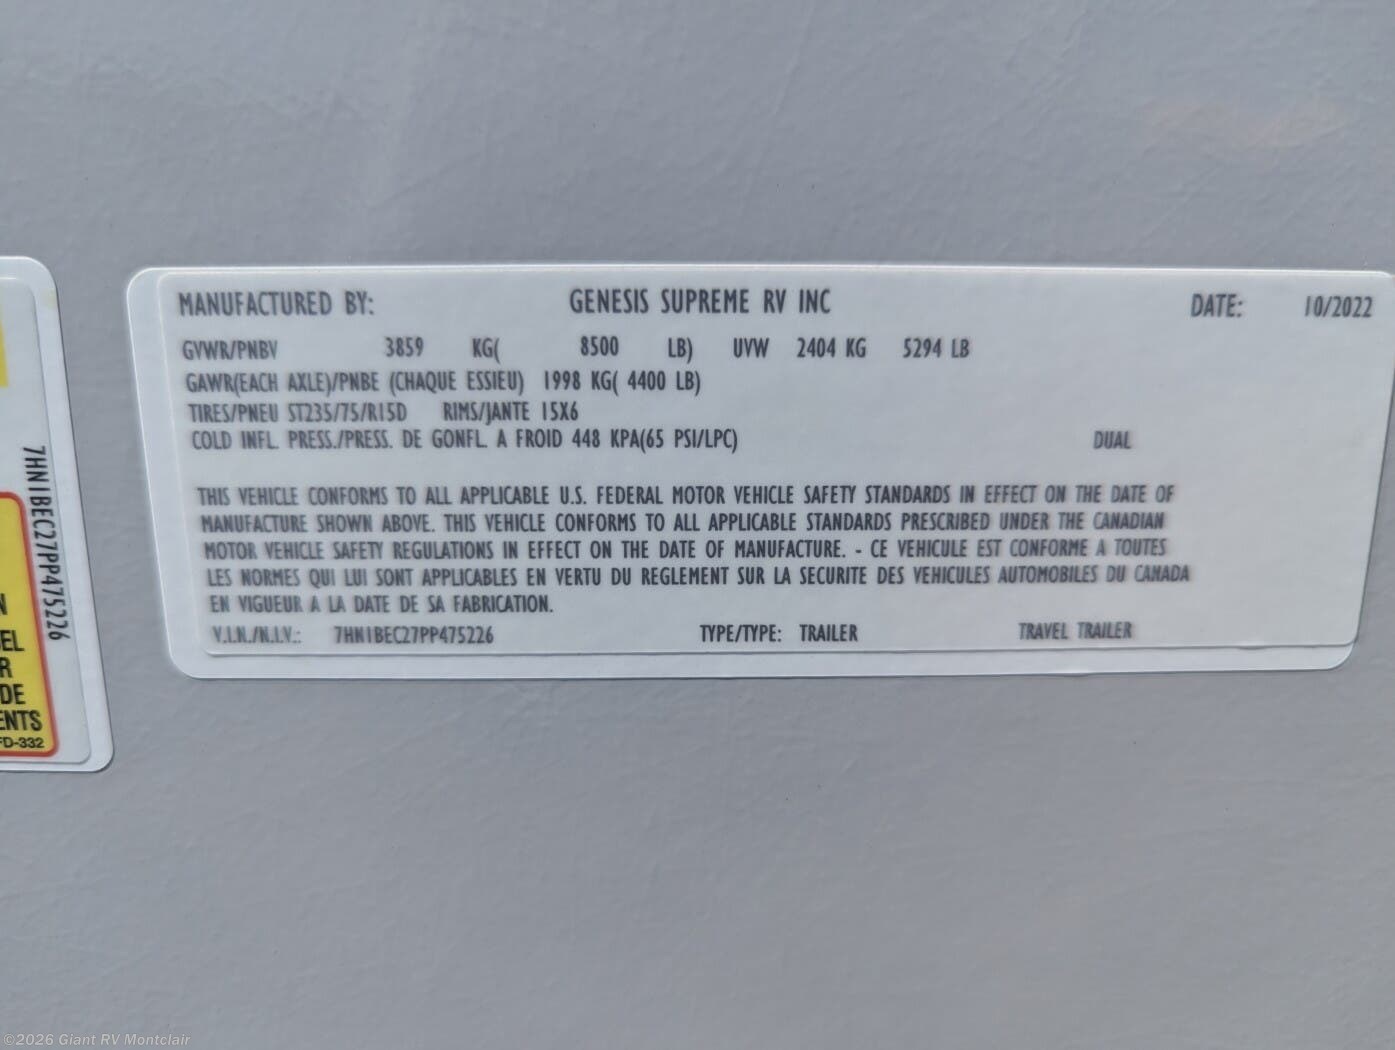 MANUFACTURED BY: GENESIS SUPREME RV INC DATE: 10/2022
GVWR/PNBV 3859 KG( 8500 LB) UVW 2404 KG 5294 LB
GAWR(EACH AXLE)/PNBE (CHAQUE ESSIEU) 1998 KG( 4400 LB)
TIRES/PNEU ST235/75/R15D RIMS/JANTE 15X6
COLD INFL. PRESS./PRESS. DE GONFL. A FROID 448 KPA(65 PSI/LPC) DUAL
THIS VEHICLE CONFORMS TO ALL APPLICABLE U.S. FEDERAL MOTOR VEHICLE SAFETY STANDARDS IN EFFECT ON THE DATE OF
MANUFACTURE SHOWN ABOVE. THIS VEHICLE CONFORMS TO ALL APPLICABLE STANDARDS PRESCRIBED UNDER THE CANADIAN
MOTOR VEHICLE SAFETY REGULATIONS IN EFFECT ON THE DATE OF MANUFACTURE. - CE VEHICULE EST CONFORME A TOUTES
LES NORMES QUI LUI SONT APPLICABLES EN VERTU DU REGLEMENT SUR LA SECURITE DES VEHICULES AUTOMOBILES DU CANADA
EN VIGUEUR A LA DATE DE SA FABRICATION.
V.I.N./N.I.V.: 7HN1BEC27PP475226 TYPE/TYPE: TRAILER TRAVEL TRAILER
7HN1BEC27PP475226
N
EL
R
DE
ENTS
FD-332
©2026 Giant RV Montclair